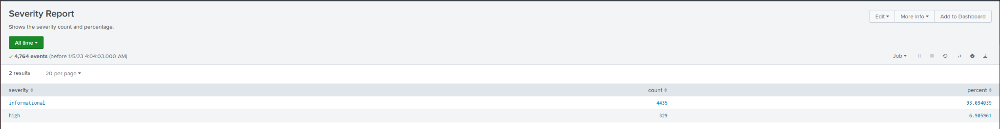 Severity Report
Edit More Info Add to Dashboard
Shows the severity count and percentage.
All time
4,764 events (before 1/5/23 4:04:03.000 AM)
Job
2 results 20 per page
severity count percent
informational 4435 93.094039
high 329 6.905961